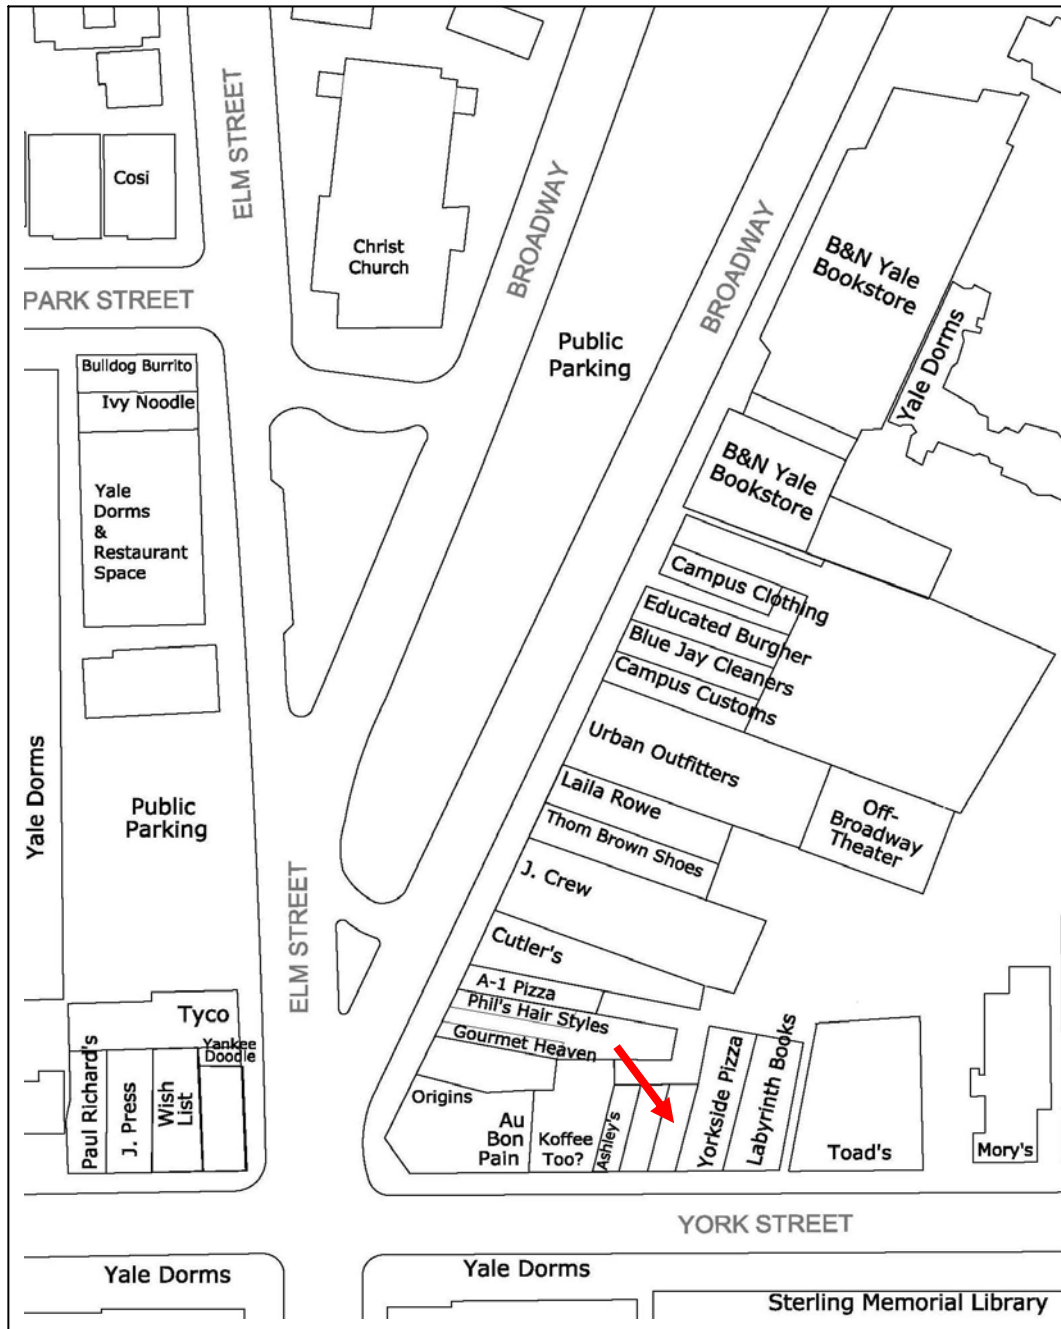 ELM STREET
Cosi
Christ
Church
BROADWAY
BROADWAY
B&N Yale
Bookstore
PARK STREET
Public
Parking
Yale Dorms
Bulldog Burrito
Ivy Noodle
B&N Yale
Bookstore
Yale
Dorms
&
Restaurant
Space
Campus Clothing
Educated Burgher
Blue Jay Cleaners
Campus Customs
Urban Outfitters
Yale Dorms
Public
Parking
Laila Rowe
Off-
Broadway
Theater
Thom Brown Shoes
J. Crew
ELM STREET
Cutler's
A-1 Pizza
Phil's Hair Styles
Gourmet Heaven
Tyco
Yankee
Doodle
Paul Richard's
J. Press
Wish
List
Origins
Au
Bon
Pain
Koffee
Too?
Ashley's
Yorkside Pizza
Labyrinth Books
Toad's
Mory's
YORK STREET
Yale Dorms
Yale Dorms
Sterling Memorial Library